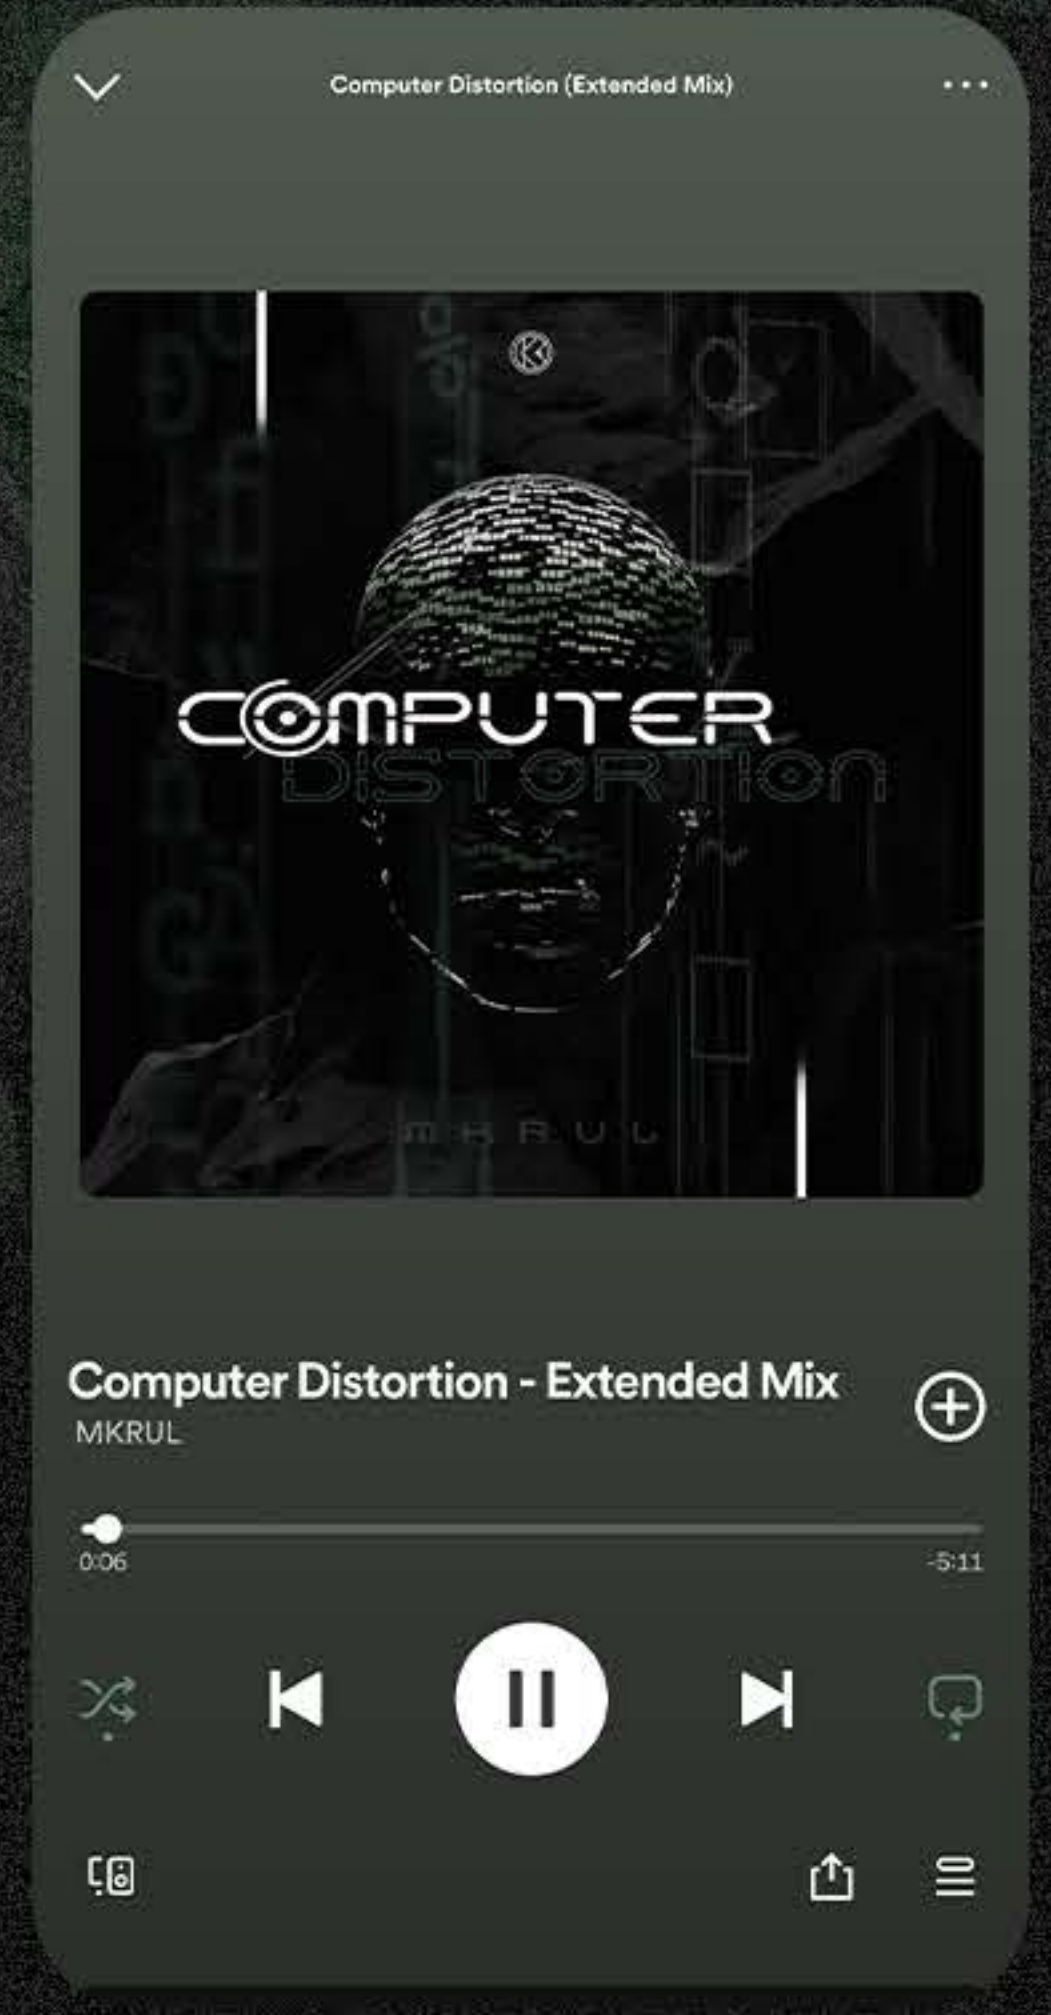 Computer Distortion (Extended Mix)
COMPUTER
DISTORTION
MKRUL
Computer Distortion - Extended Mix
MKRUL
0:06
-5:11